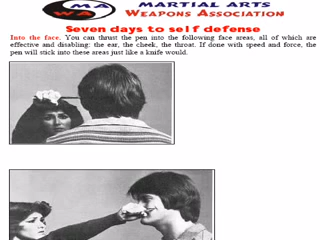 MA
WA
MARTIAL ARTS
WEAPONS ASSOCIATION
Seven days to self defense
Into the face. You can thrust the pen into the following face areas, all of which are
effective and disabling: the ear, the cheek, the throat. If done with speed and force, the
pen will stick into these areas just like a knife would.